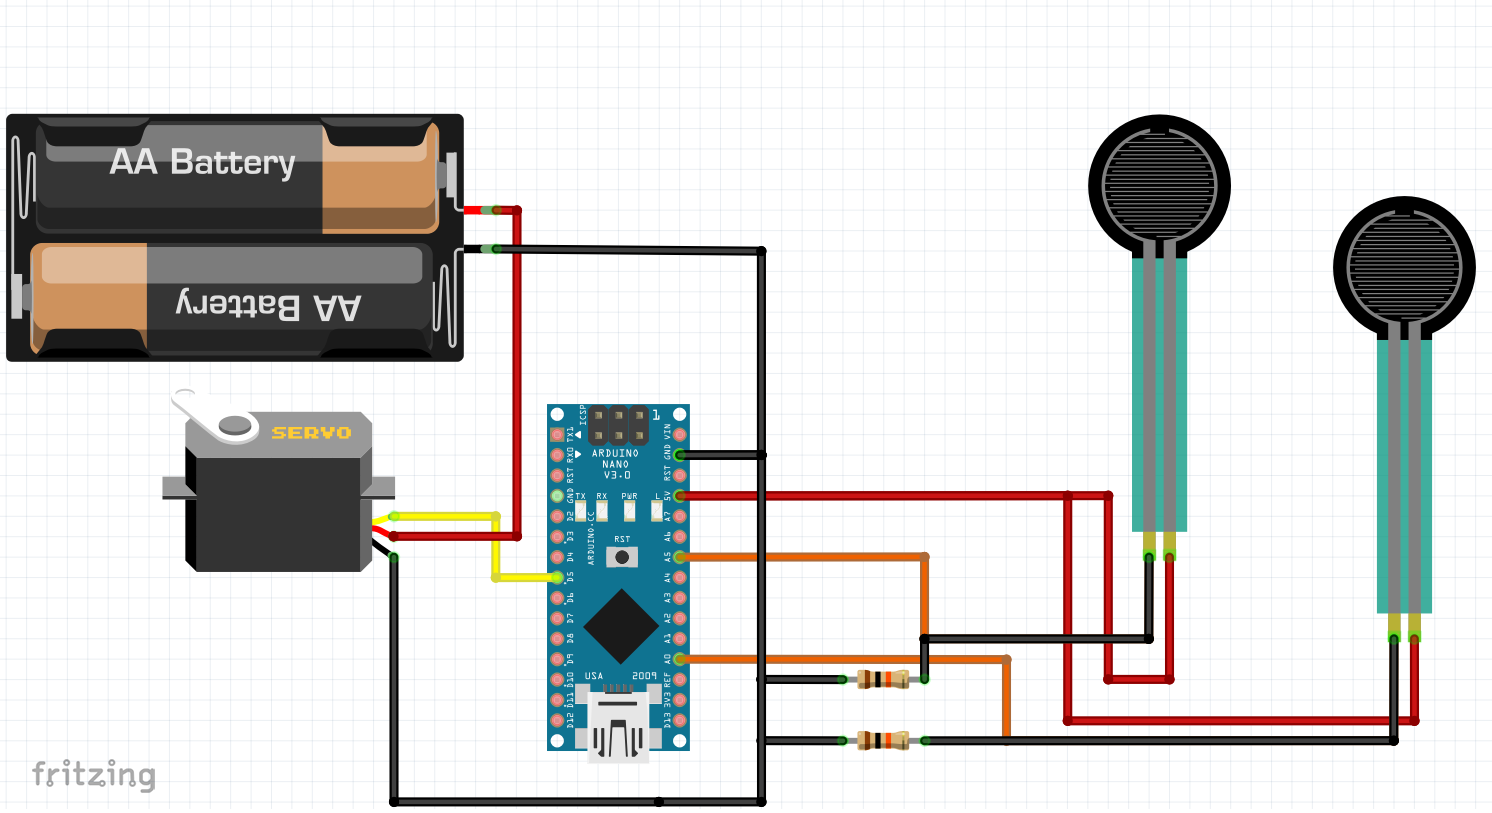 AA Battery
AA Battery
SERVO
ICSP
1
TX1
RX0
RST
GND
D2
D3
D4
D5
D6
D7
D8
D9
D10
D11
D12
ARDUINO
NANO
V3.0
TX
RX
PWR
L
ARDUINO.CC
RST
USA
2009
VIN
GND
RST
5V
A7
A6
A5
A4
A3
A2
A1
A0
REF
3V3
D13
fritzing